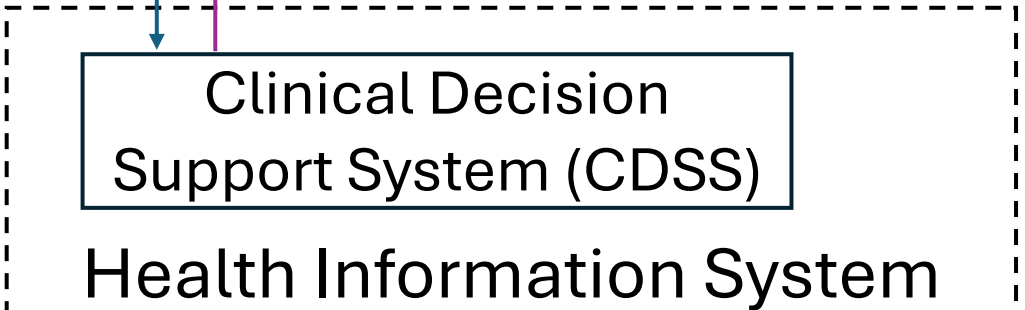 Clinical Decision
Support System (CDSS)
Health Information System